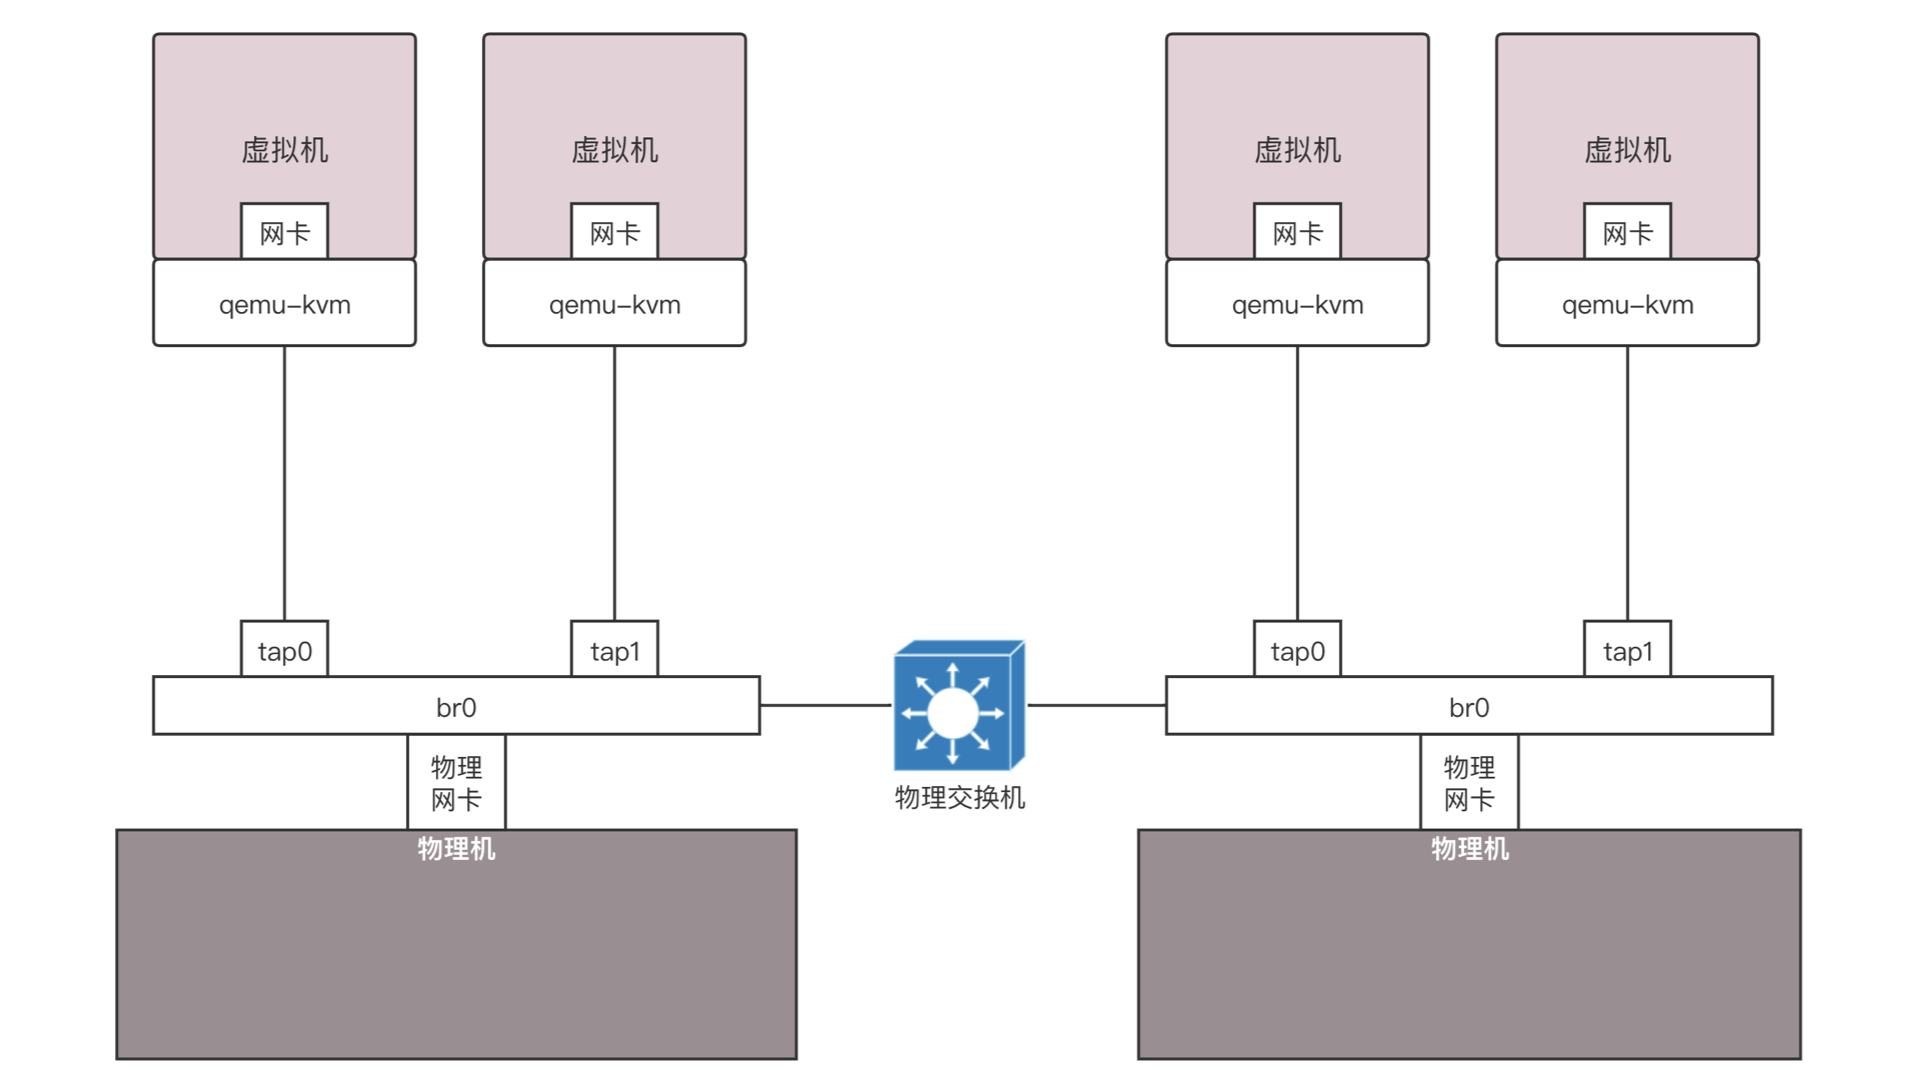 虚拟机
虚拟机
虚拟机
虚拟机
网卡
网卡
网卡
网卡
qemu-kvm
qemu-kvm
qemu-kvm
qemu-kvm
tap0
tap1
tap0
tap1
br0
br0
物理
网卡
物理交换机
物理
网卡
物理机
物理机